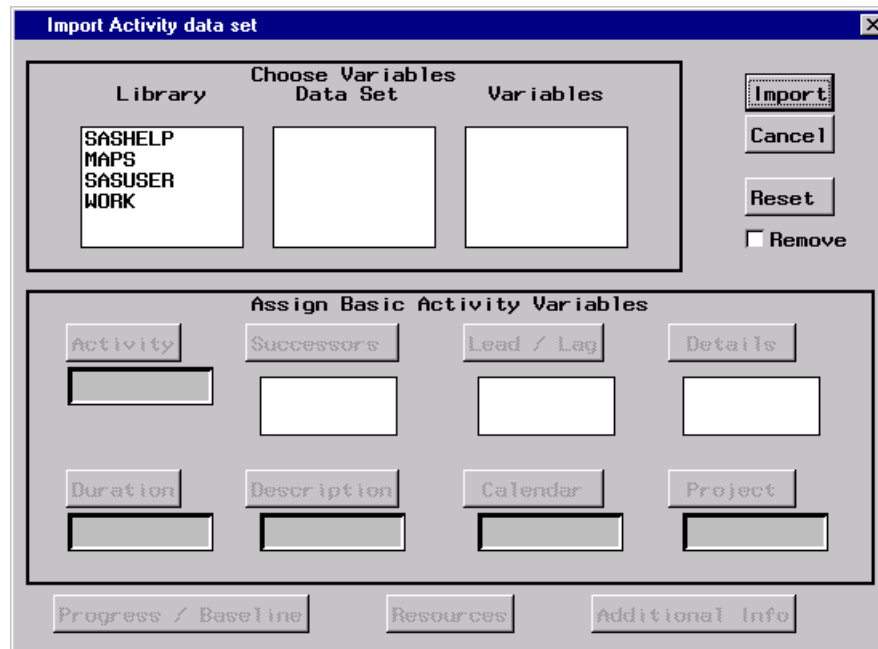 Import Activity data set
Choose Variables
Library Data Set Variables
SASHELP
MAPS
SASUSER
WORK
Import
Cancel
Reset
Remove
Assign Basic Activity Variables
Activity Successors Lead / Lag Details
Duration Description Calendar Project
Progress / Baseline Resources Additional Info